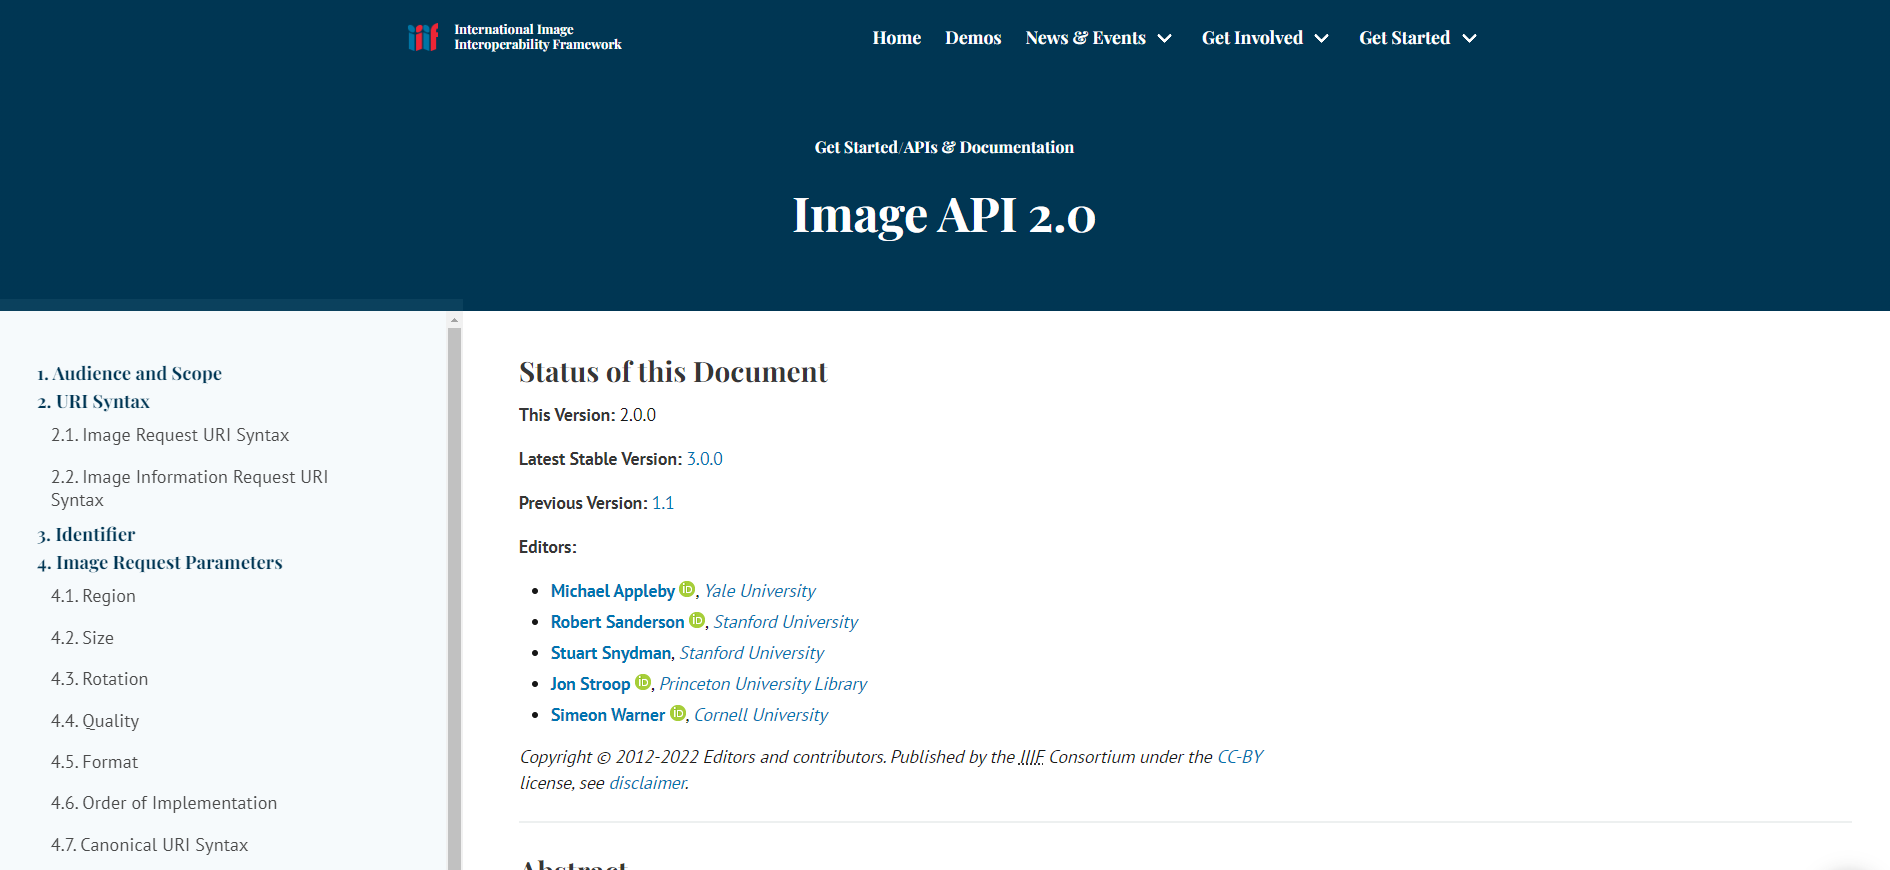 International Image
Interoperability Framework
Home Demos News & Events Get Involved Get Started
Get Started/APIs & Documentation
Image API 2.0
1. Audience and Scope
2. URI Syntax
2.1. Image Request URI Syntax
2.2. Image Information Request URI
Syntax
3. Identifier
4. Image Request Parameters
4.1. Region
4.2. Size
4.3. Rotation
4.4. Quality
4.5. Format
4.6. Order of Implementation
4.7. Canonical URI Syntax
Status of this Document
This Version: 2.0.0
Latest Stable Version: 3.0.0
Previous Version: 1.1
Editors:
Michael Appleby iD, Yale University
Robert Sanderson iD, Stanford University
Stuart Snydman, Stanford University
Jon Stroop iD, Princeton University Library
Simeon Warner iD, Cornell University
Copyright © 2012-2022 Editors and contributors. Published by the IIIF Consortium under the CC-BY
license, see disclaimer.
Abstract